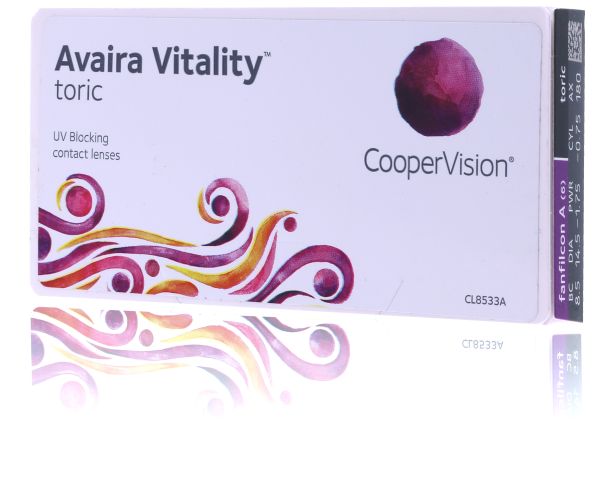 Avaira Vitality™
toric
UV Blocking
contact lenses
CooperVision®
CL8533A
fanfilcon A (6) toric
BC DIA PWR CYL AX
8.5 14.5 -1.75 -0.75 180
CL8533A